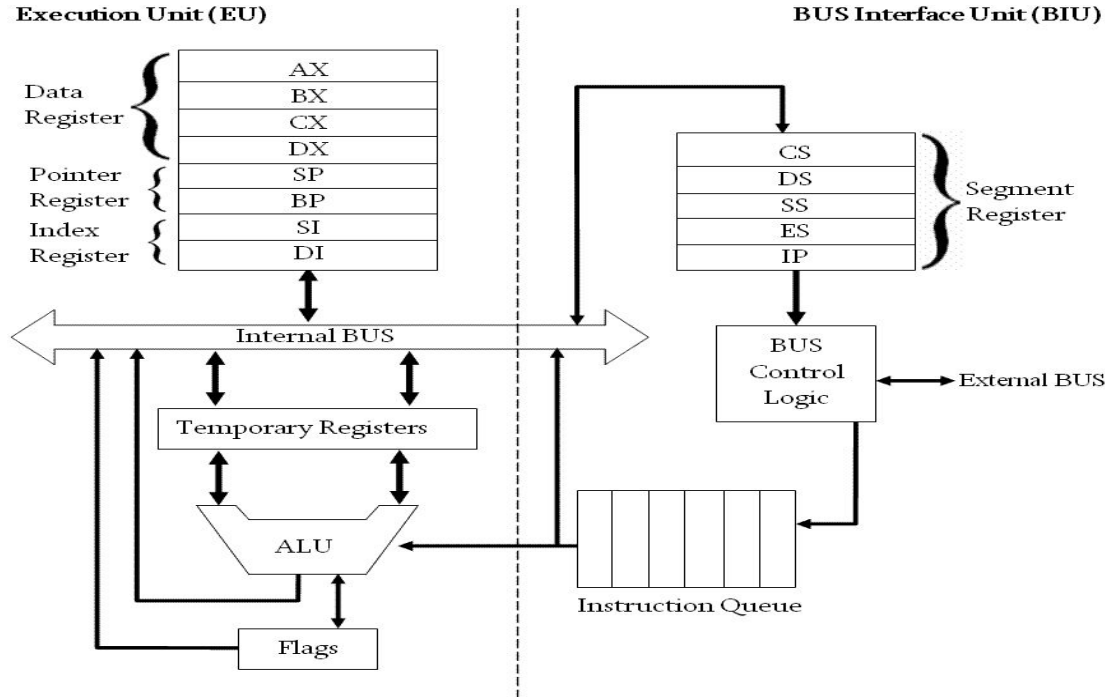 Execution Unit (EU)
BUS Interface Unit (BIU)
Data
Register
AX
BX
CX
DX
Pointer
Register
SP
BP
Index
Register
SI
DI
CS
DS
SS
ES
IP
Segment
Register
Internal BUS
BUS
Control
Logic
External BUS
Temporary Registers
ALU
Instruction Queue
Flags